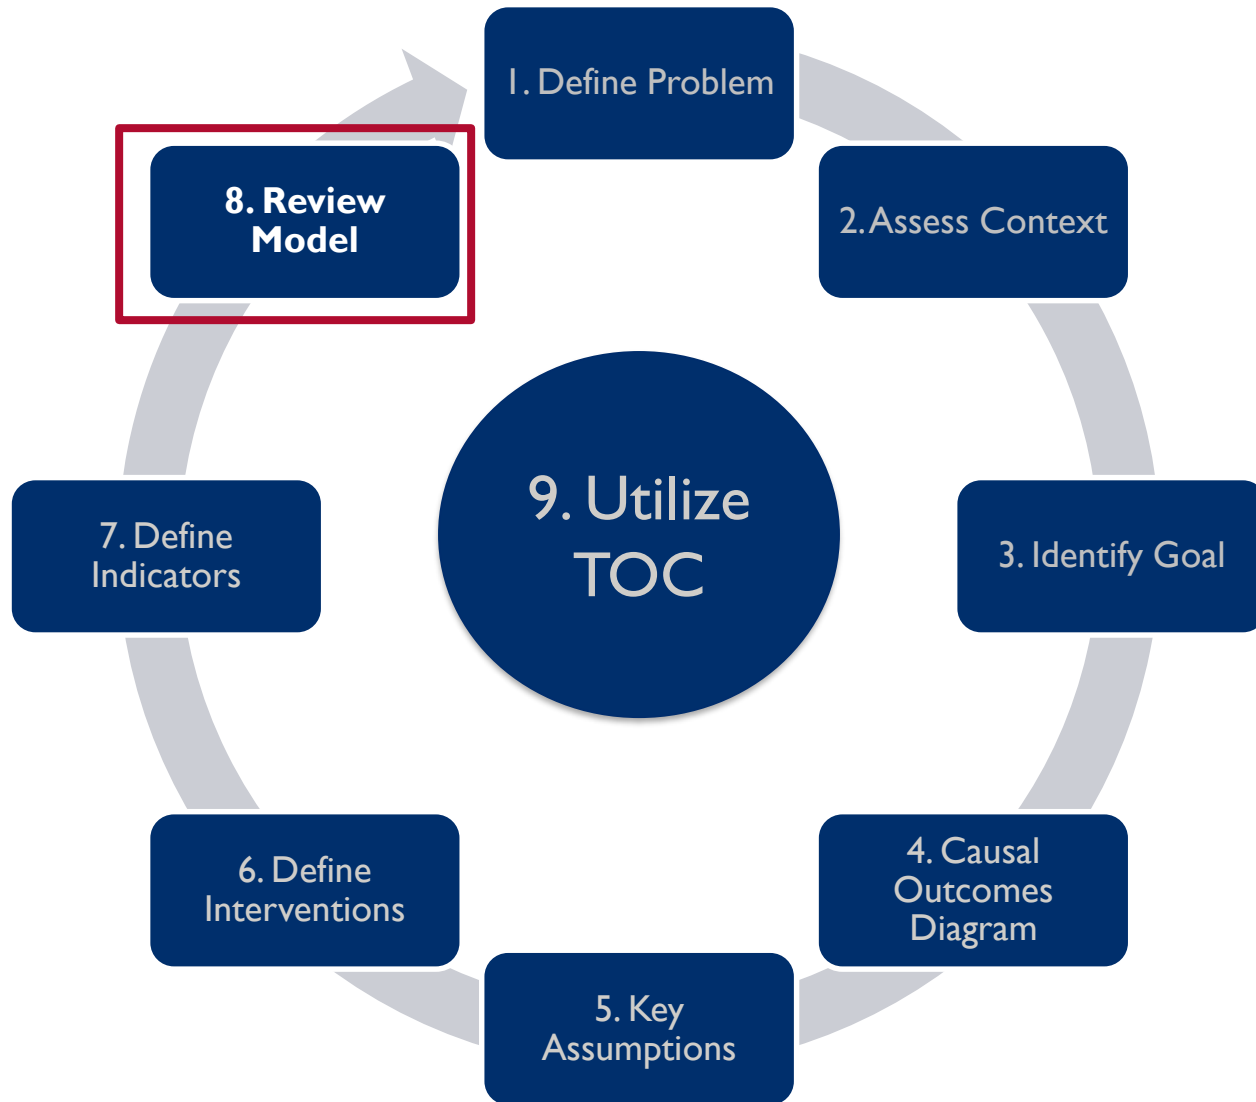 1. Define Problem
2. Assess Context
3. Identify Goal
4. Causal
Outcomes
Diagram
5. Key
Assumptions
6. Define
Interventions
7. Define
Indicators
8. Review
Model
9. Utilize
TOC